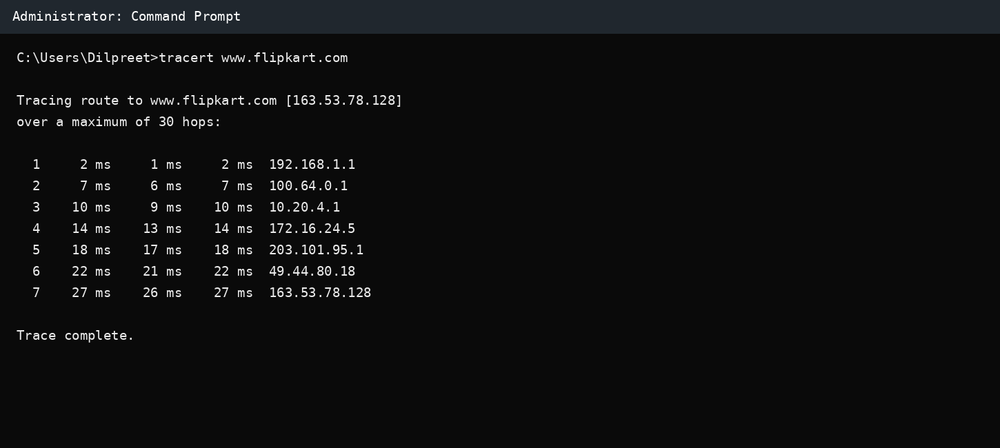 Administrator: Command Prompt
C:\Users\Dilpreet>tracert www.flipkart.com
Tracing route to www.flipkart.com [163.53.78.128]
over a maximum of 30 hops:
  1     2 ms     1 ms     2 ms  192.168.1.1
  2     7 ms     6 ms     7 ms  100.64.0.1
  3    10 ms     9 ms    10 ms  10.20.4.1
  4    14 ms    13 ms    14 ms  172.16.24.5
  5    18 ms    17 ms    18 ms  203.101.95.1
  6    22 ms    21 ms    22 ms  49.44.80.18
  7    27 ms    26 ms    27 ms  163.53.78.128
Trace complete.